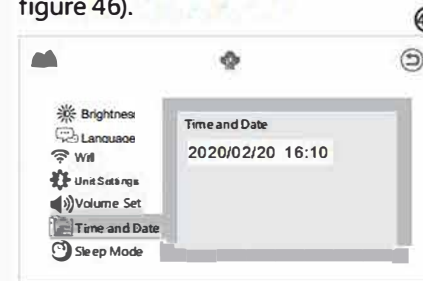 figure 46).
Brightness
Language
Wifi
Unit Settings
Volume Set
Time and Date
Sleep Mode
Time and Date
2020/02/20 16:10